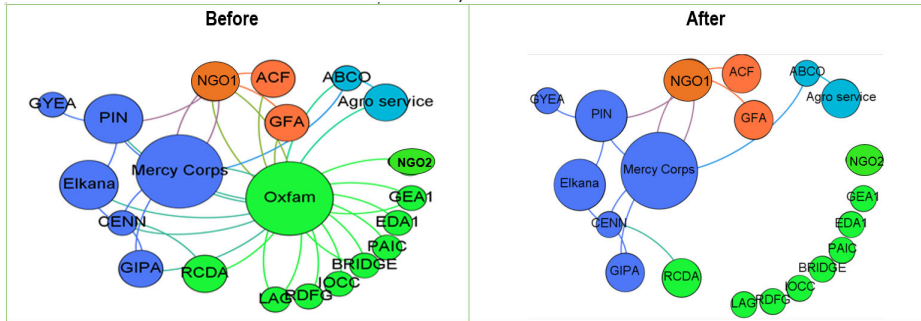 Before
After
NGO1
ACF
ABCO
GYEA
PIN
Agro service
GFA
Mercy Corps
NGO2
Elkana
Oxfam
GEA1
CENN
EDA1
PAIC
GIPA
RCDA
BRIDGE
IOCC
LAG
RDFG
NGO1
ACF
ABCO
GYEA
PIN
Agro service
GFA
NGO2
Elkana
Mercy Corps
GEA1
CENN
EDA1
PAIC
GIPA
RCDA
BRIDGE
IOCC
LAG
RDFG